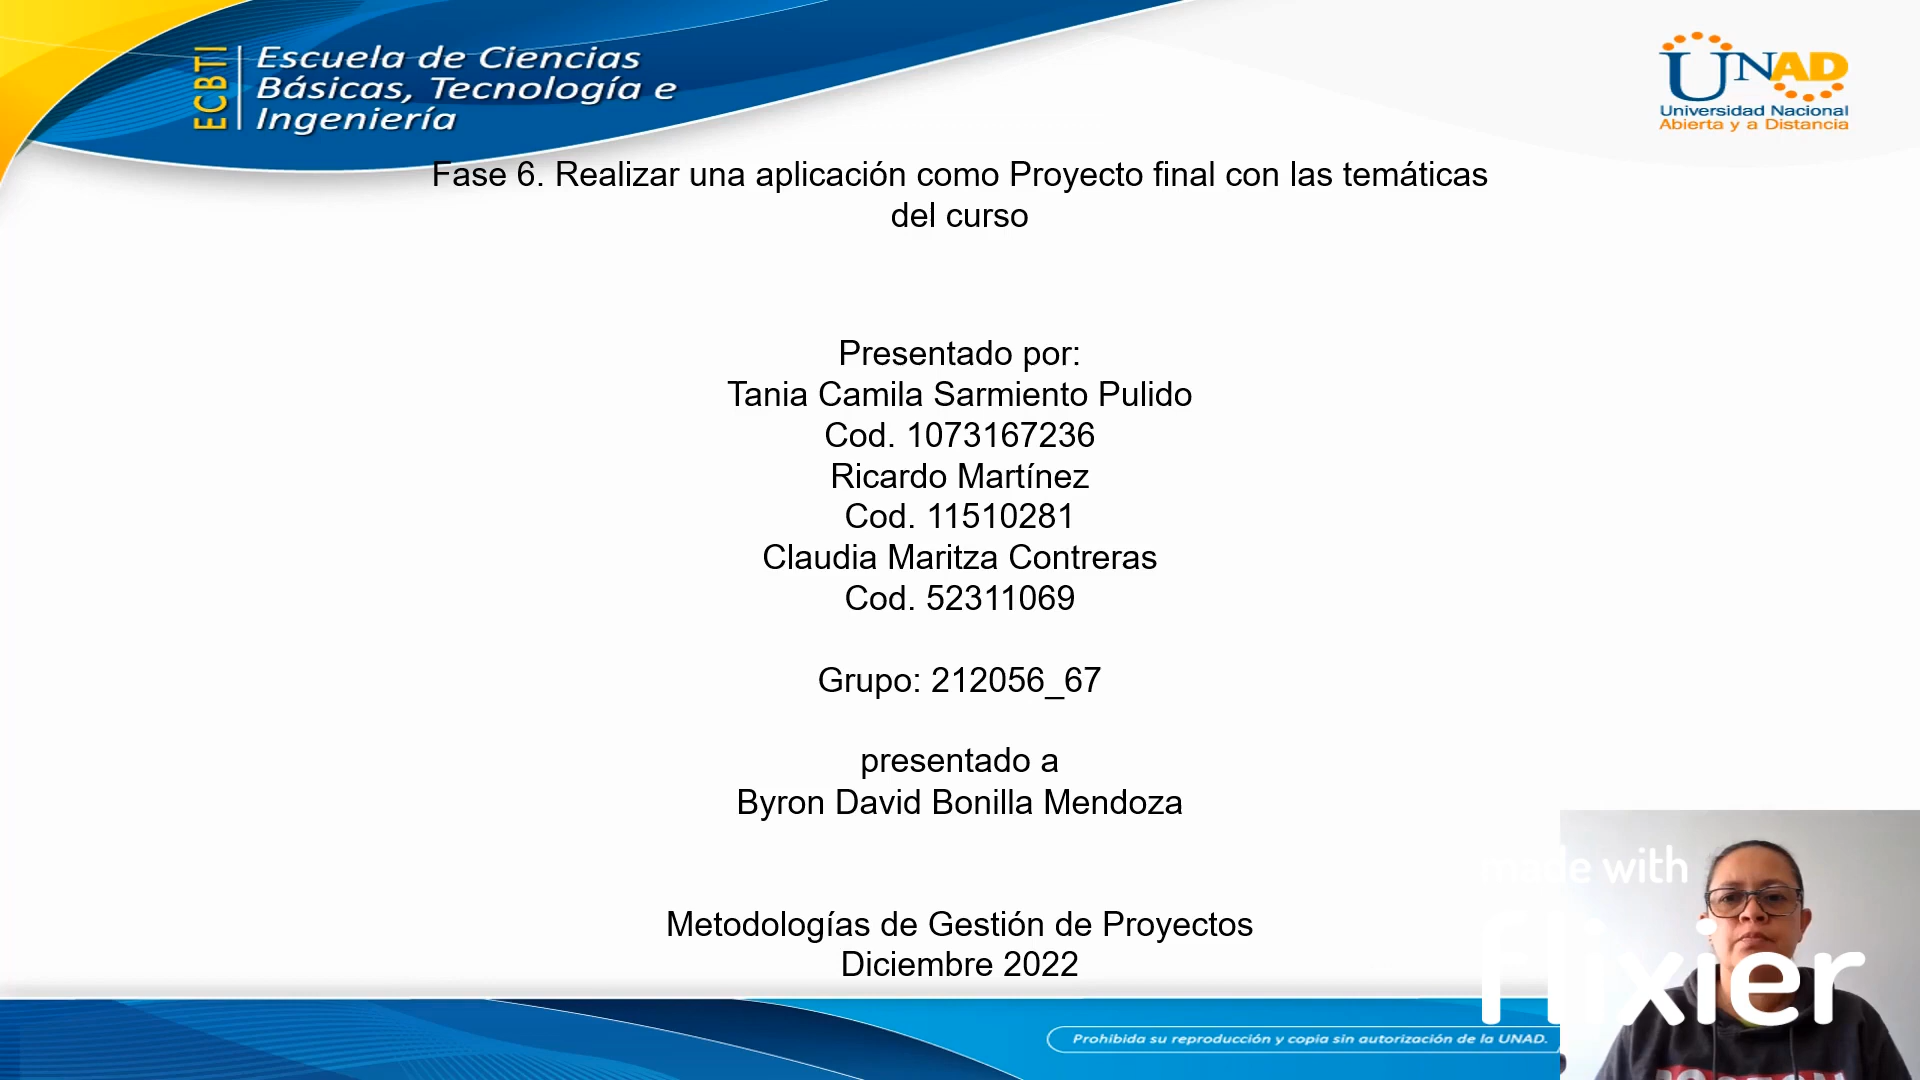 ECBTI
Escuela de Ciencias
Básicas, Tecnología e
Ingeniería
UNAD
Universidad Nacional
Abierta y a Distancia
Fase 6. Realizar una aplicación como Proyecto final con las temáticas
del curso
Presentado por:
Tania Camila Sarmiento Pulido
Cod. 1073167236
Ricardo Martínez
Cod. 11510281
Claudia Maritza Contreras
Cod. 52311069
Grupo: 212056_67
presentado a
Byron David Bonilla Mendoza
Metodologías de Gestión de Proyectos
Diciembre 2022
made with
flixier
Prohibida su reproducción y copia sin autorización de la UNAD.